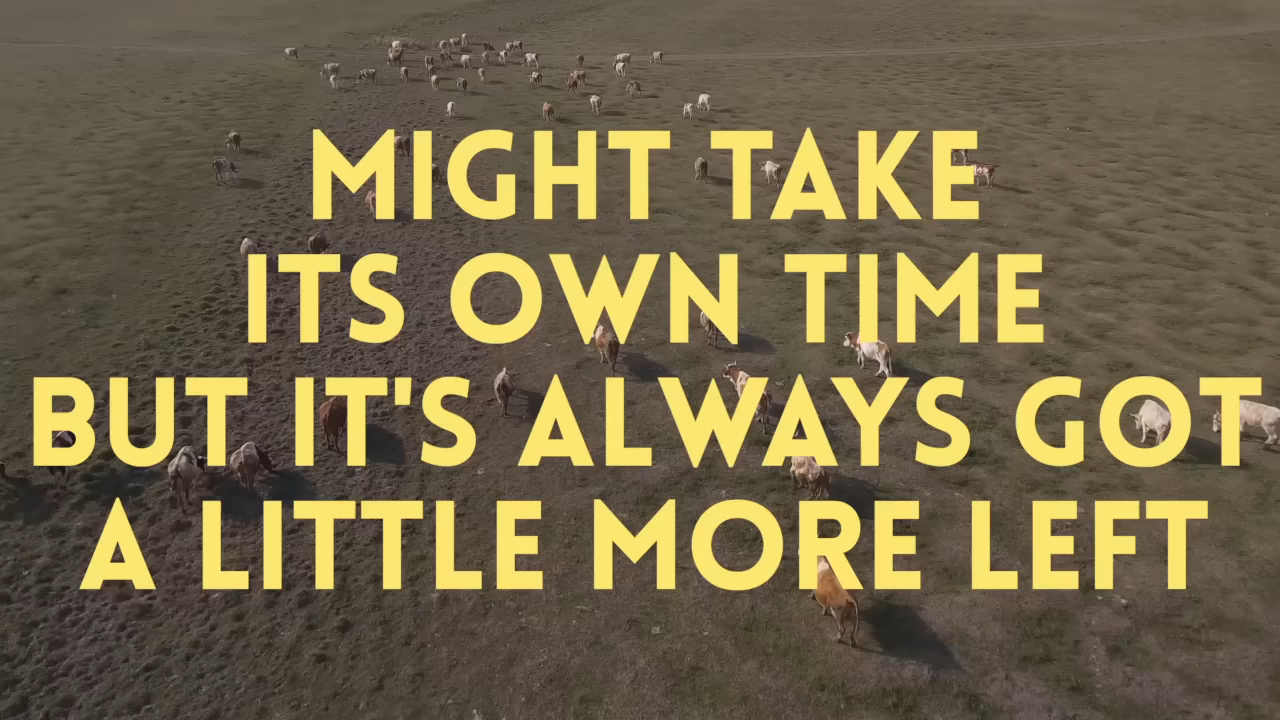 MIGHT TAKE
ITS OWN TIME
BUT IT'S ALWAYS GOT
A LITTLE MORE LEFT